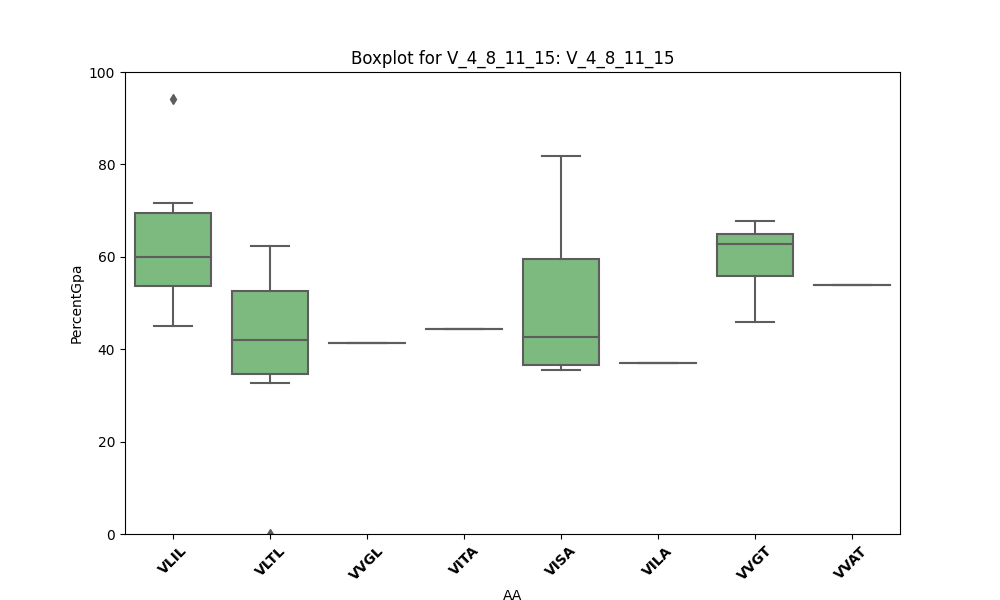 Boxplot for V_4_8_11_15: V_4_8_11_15
100
80
60
40
20
0
PercentGpa
VLIL
VLTL
VVGL
VITA
VISA
VILA
VVGT
VVAT
AA